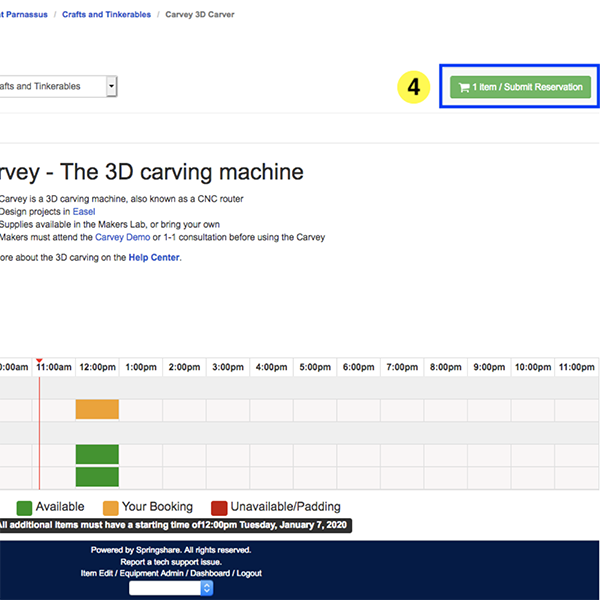 at Parnassus / Crafts and Tinkerables / Carvey 3D Carver
afts and Tinkerables
4
1 Item / Submit Reservation
rvey - The 3D carving machine
Carvey is a 3D carving machine, also known as a CNC router
Design projects in Easel
Supplies available in the Makers Lab, or bring your own
Makers must attend the Carvey Demo or 1-1 consultation before using the Carvey
ore about the 3D carving on the Help Center.
0:00am 11:00am 12:00pm 1:00pm 2:00pm 3:00pm 4:00pm 5:00pm 6:00pm 7:00pm 8:00pm 9:00pm 10:00pm 11:00pm
Available Your Booking Unavailable/Padding
All additional items must have a starting time of12:00pm Tuesday, January 7, 2020
Powered by Springshare. All rights reserved.
Report a tech support issue.
Item Edit / Equipment Admin / Dashboard / Logout